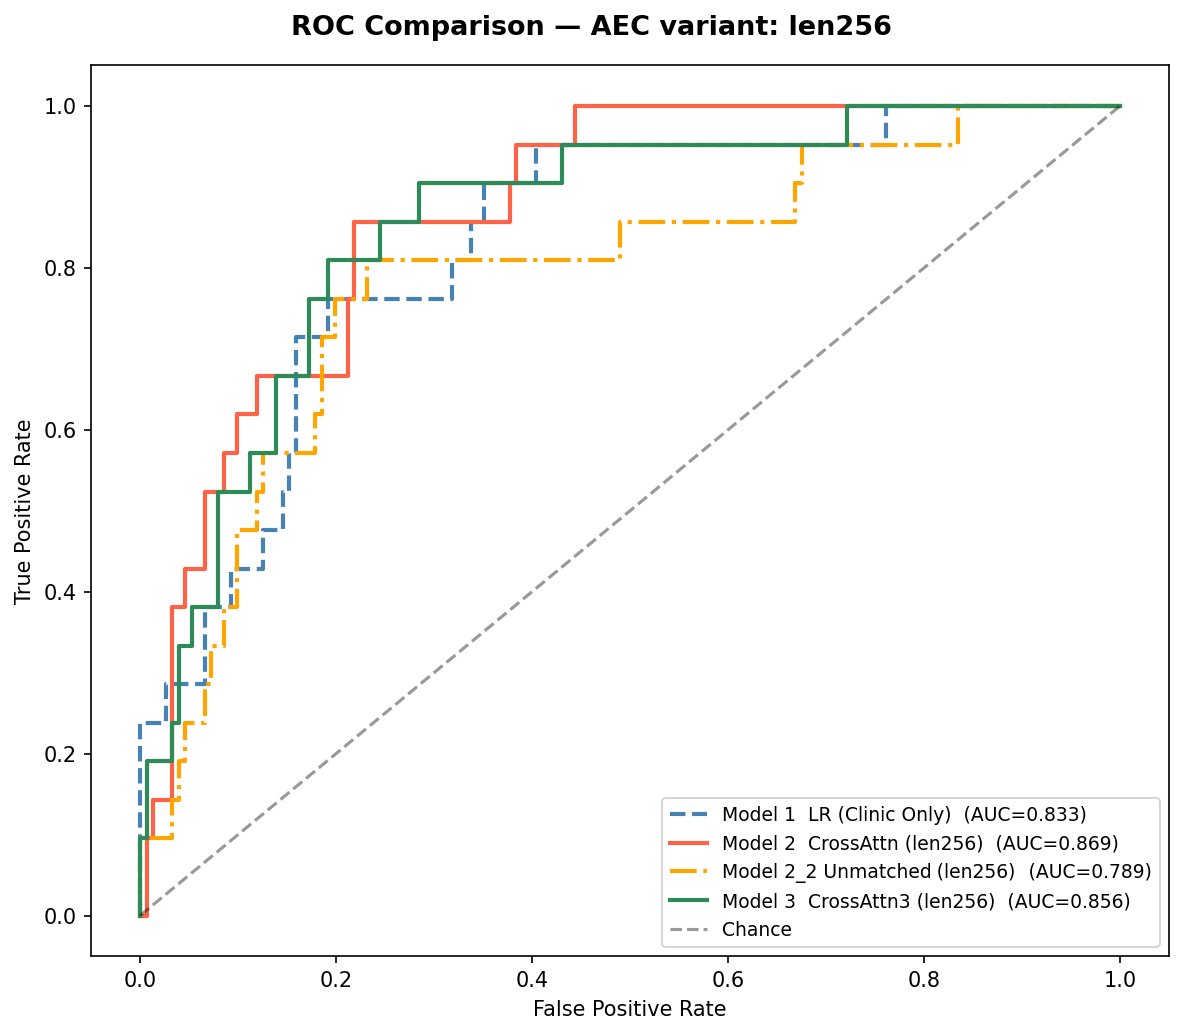 ROC Comparison — AEC variant: len256
True Positive Rate
1.0
0.8
0.6
0.4
0.2
0.0
Model 1  LR (Clinic Only)  (AUC=0.833)
Model 2  CrossAttn (len256)  (AUC=0.869)
Model 2_2 Unmatched (len256)  (AUC=0.789)
Model 3  CrossAttn3 (len256)  (AUC=0.856)
Chance
0.0 0.2 0.4 0.6 0.8 1.0
False Positive Rate